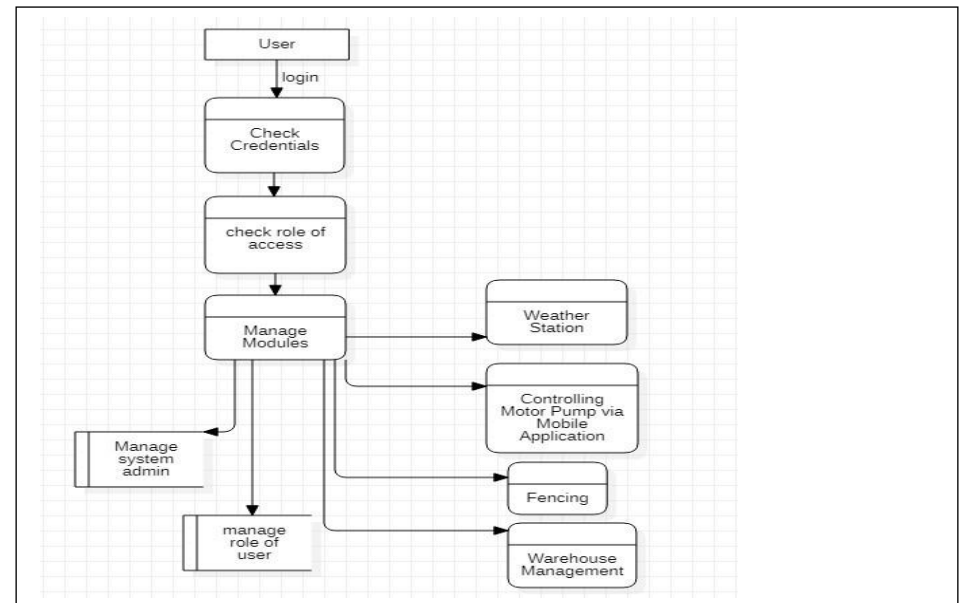 User
login
Check
Credentials
check role of
access
Manage
Modules
Weather
Station
Controlling
Motor Pump via
Mobile
Application
Manage
system
admin
Fencing
manage
role of
user
Warehouse
Management